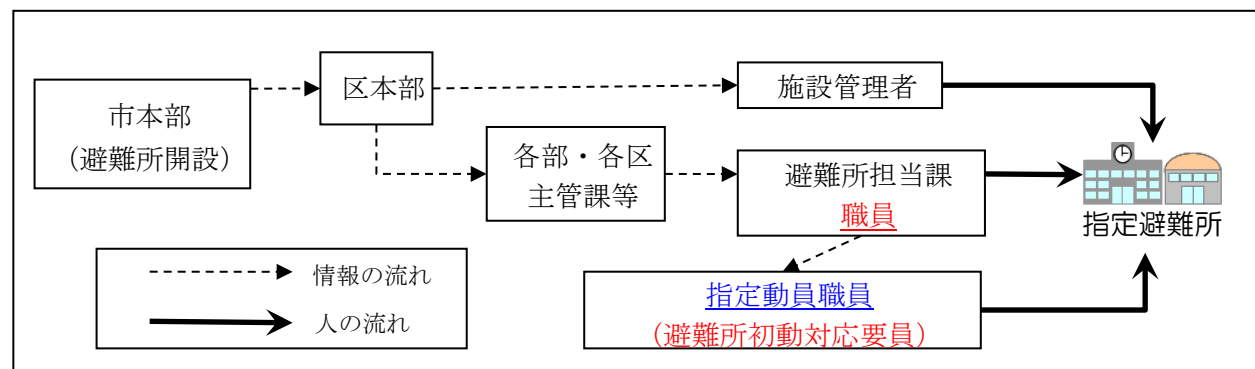 市本部
（避難所開設）
区本部
施設管理者
各部・各区
主管課等
避難所担当課
職員
指定避難所
指定動員職員
（避難所初動対応要員）
情報の流れ
人の流れ